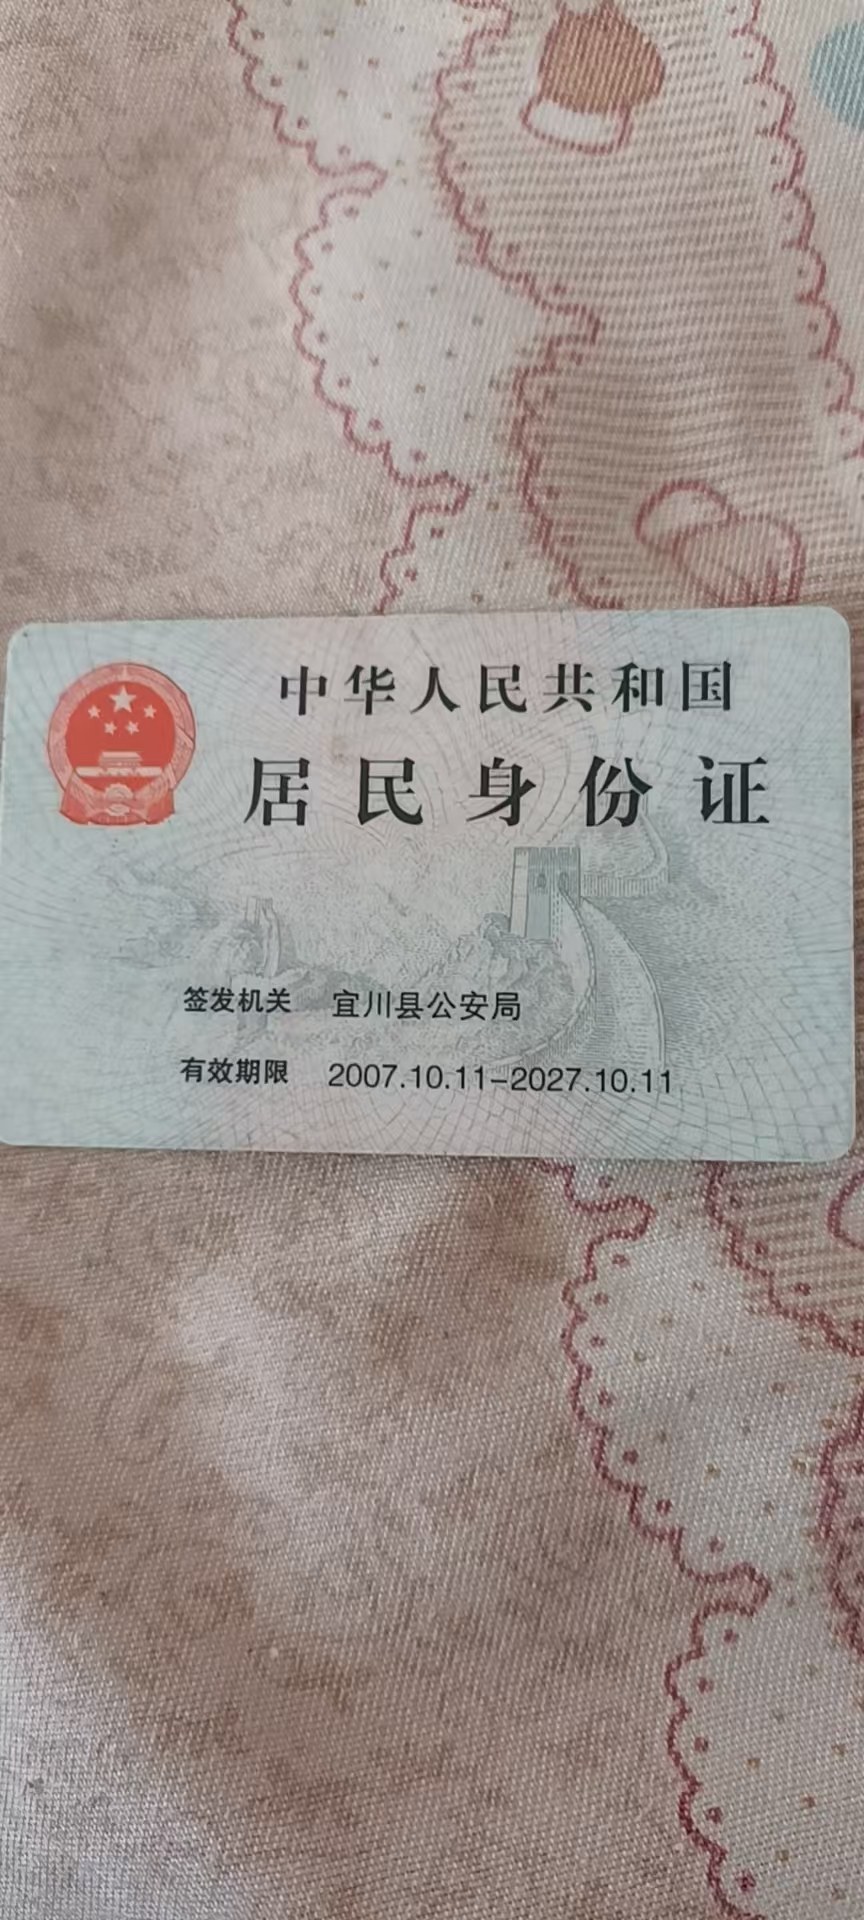 中华人民共和国
居民身份证
签发机关 宜川县公安局
有效期限 2007.10.11-2027.10.11